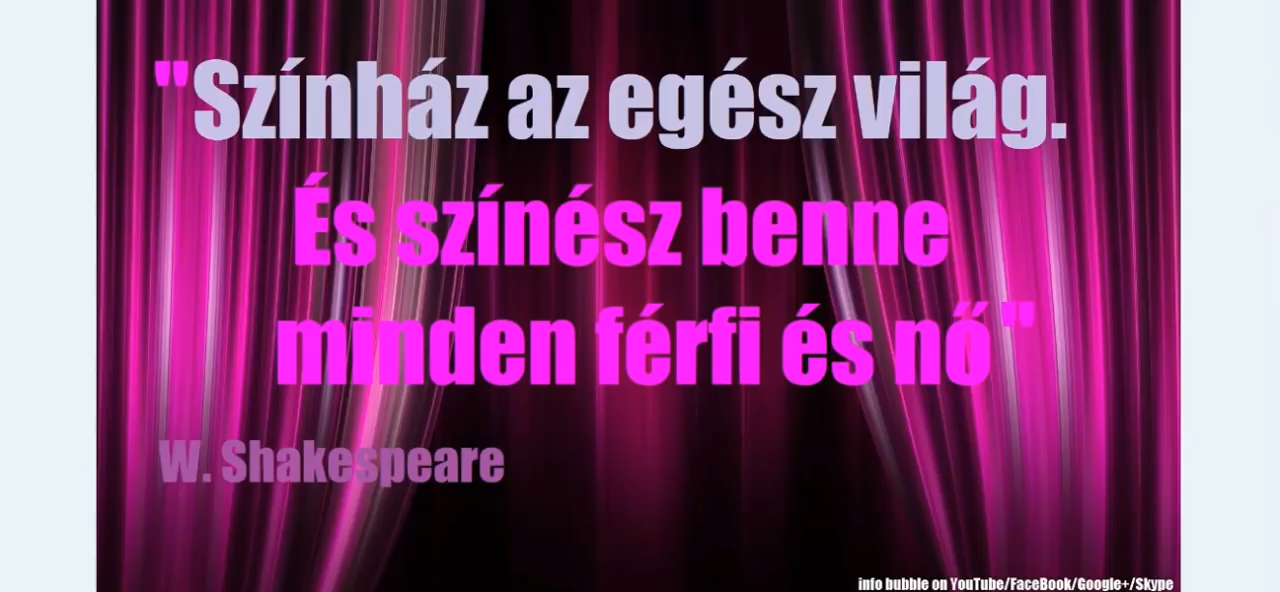 "Színház az egész világ.
És színész benne
minden férfi és nő"
W. Shakespeare
info bubble on YouTube/FaceBook/Google+/Skype